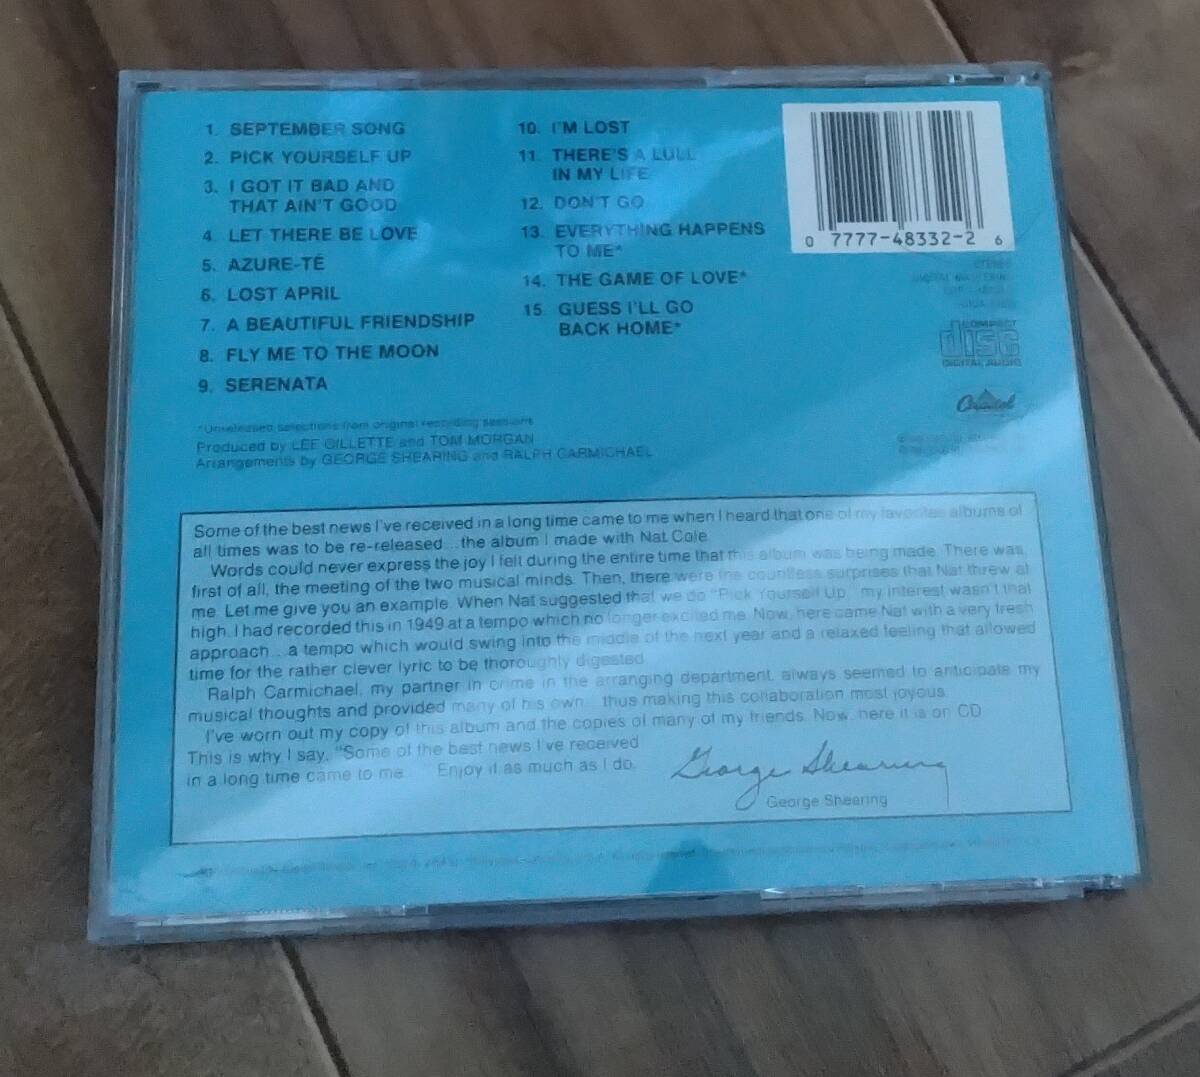 1. SEPTEMBER SONG
2. PICK YOURSELF UP
3. I GOT IT BAD AND
THAT AIN'T GOOD
4. LET THERE BE LOVE
5. AZURE-TÉ
6. LOST APRIL
7. A BEAUTIFUL FRIENDSHIP
8. FLY ME TO THE MOON
9. SERENATA
10. I'M LOST
11. THERE'S A LULL
IN MY LIFE
12. DON'T GO
13. EVERYTHING HAPPENS
TO ME*
14. THE GAME OF LOVE*
15. GUESS I'LL GO
BACK HOME*
0 7777-48332-2 6
STEREO
COMPACT
disc
DIGITAL AUDIO
Capitol
*Unreleased selections from original recording sessions
Produced by LEE GILLETTE and TOM MORGAN
Arrangements by GEORGE SHEARING and RALPH CARMICHAEL
Some of the best news I've received in a long time came to me when I heard that one of my favorites albums of
all times was to be re-released...the album I made with Nat Cole.
Words could never express the joy I felt during the entire time that this album was being made. There was,
first of all, the meeting of the two musical minds. Then, there were the countless surprises that Nat threw at
me. Let me give you an example. When Nat suggested that we do "Pick Yourself Up," my interest wasn't that
high. I had recorded this in 1949 at a tempo which no longer excited me. Now, here came Nat with a very fresh
approach...a tempo which would swing into the middle of the next year and a relaxed feeling that allowed
time for the rather clever lyric to be thoroughly digested.
Ralph Carmichael, my partner in crime in the arranging department, always seemed to anticipate my
musical thoughts and provided many of his own...thus making this collaboration most joyous.
I've worn out my copy of this album and the copies of many of my friends. Now, here it is on CD.
This is why I say, "Some of the best news I've received
in a long time came to me..." Enjoy it as much as I do.
George Shearing
George Shearing